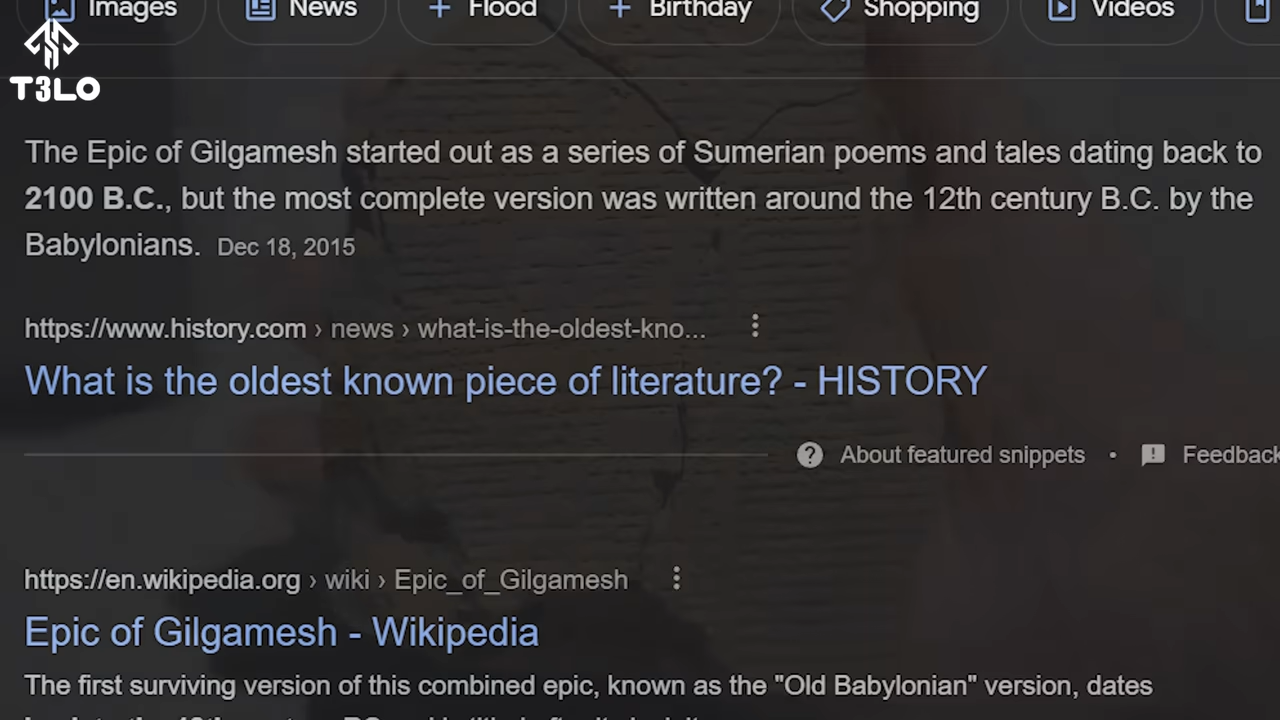 Images
News
Flood
Birthday
Shopping
Videos
T3LO
The Epic of Gilgamesh started out as a series of Sumerian poems and tales dating back to
2100 B.C., but the most complete version was written around the 12th century B.C. by the
Babylonians. Dec 18, 2015
https://www.history.com › news › what-is-the-oldest-kno...
What is the oldest known piece of literature? - HISTORY
About featured snippets • Feedback
https://en.wikipedia.org › wiki › Epic_of_Gilgamesh
Epic of Gilgamesh - Wikipedia
The first surviving version of this combined epic, known as the "Old Babylonian" version, dates